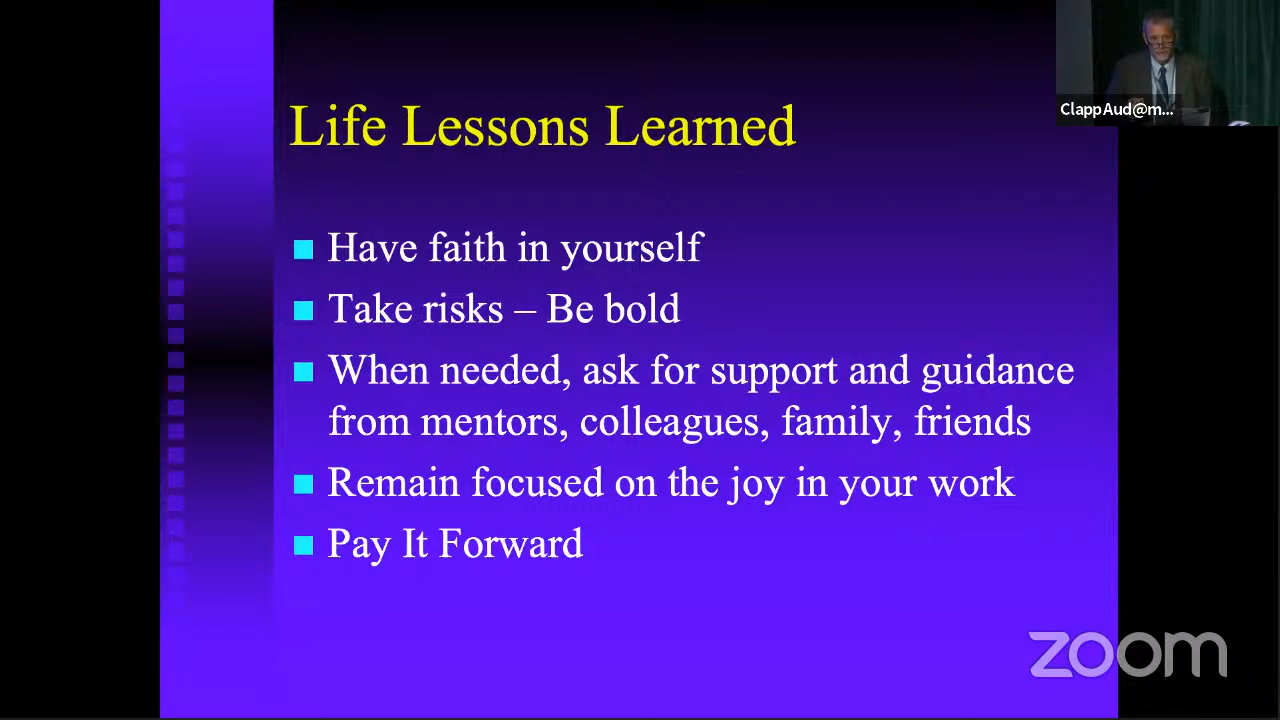 Life Lessons Learned
ClappAud@m...
Have faith in yourself
Take risks – Be bold
When needed, ask for support and guidance
from mentors, colleagues, family, friends
Remain focused on the joy in your work
Pay It Forward
zoom